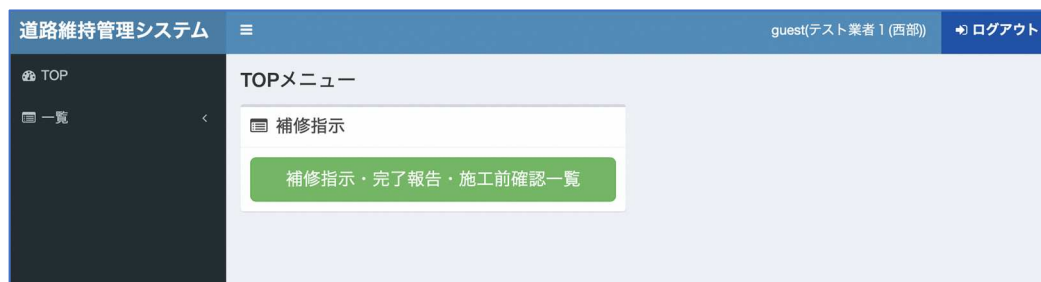 道路維持管理システム
guest(テスト業者1(西部))
ログアウト
TOP
一覧
TOPメニュー
補修指示
補修指示・完了報告・施工前確認一覧